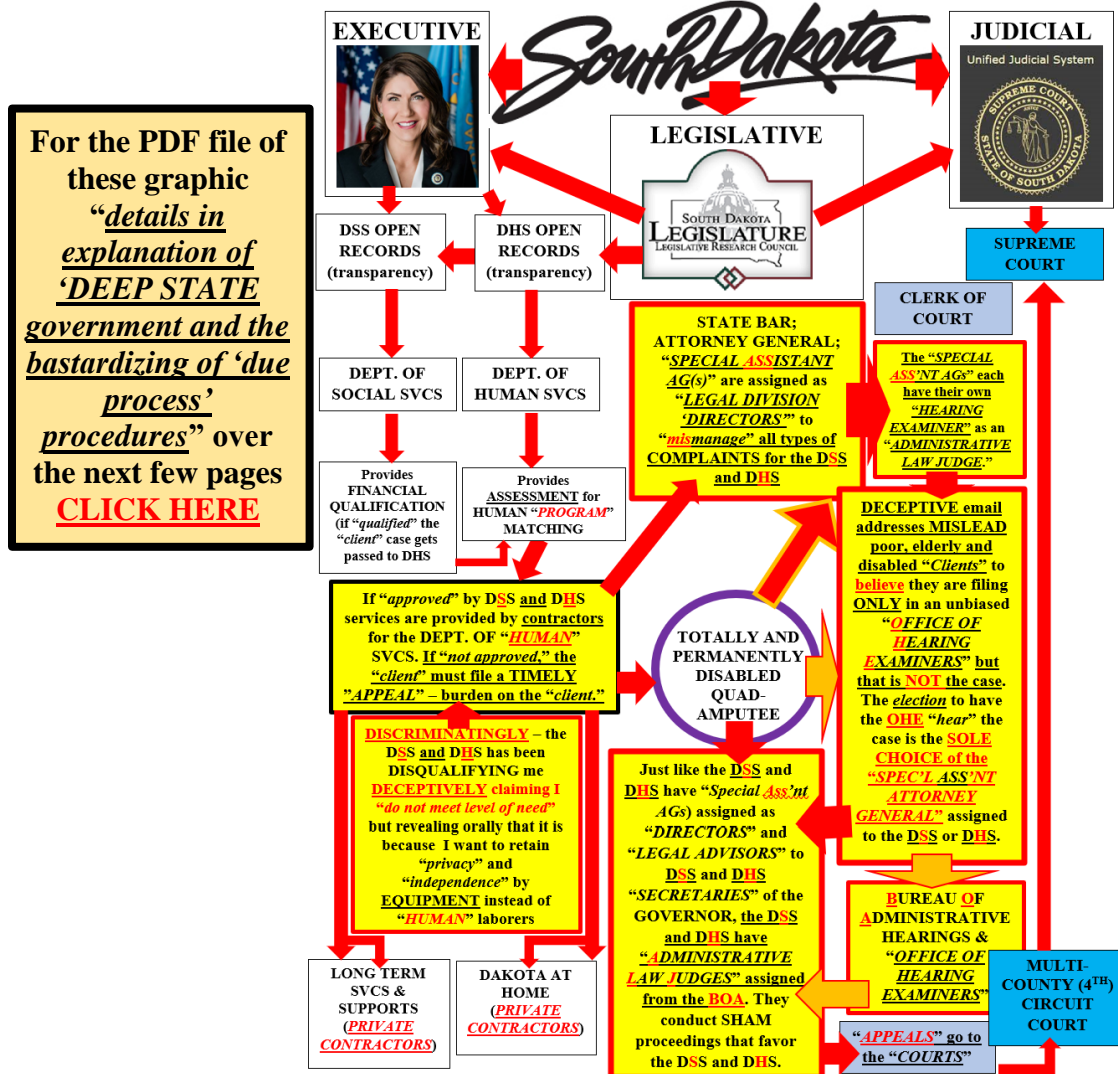 For the PDF file of
these graphic
“details in
explanation of
‘DEEP STATE
government and the
bastardizing of ‘due
process’
procedures” over
the next few pages
CLICK HERE
South Dakota
EXECUTIVE
LEGISLATIVE
SOUTH DAKOTA
LEGISLATURE
LEGISLATIVE RESEARCH COUNCIL
JUDICIAL
Unified Judicial System
SUPREME COURT
STATE OF SOUTH DAKOTA
DSS OPEN
RECORDS
(transparency)
DHS OPEN
RECORDS
(transparency)
SUPREME
COURT
CLERK OF
COURT
DEPT. OF
SOCIAL SVCS
DEPT. OF
HUMAN SVCS
STATE BAR;
ATTORNEY GENERAL;
“SPECIAL ASSISTANT
AG(s)” are assigned as
“LEGAL DIVISION
‘DIRECTORS’” to
“mismanage” all types of
COMPLAINTS for the DSS
and DHS
The “SPECIAL
ASS’NT AGs” each
have their own
“HEARING
EXAMINER” as an
“ADMINISTRATIVE
LAW JUDGE.”
Provides
FINANCIAL
QUALIFICATION
(if “qualified” the
“client” case gets
passed to DHS
Provides
ASSESSMENT for
HUMAN “PROGRAM”
MATCHING
DECEPTIVE email
addresses MISLEAD
poor, elderly and
disabled “Clients” to
believe they are filing
ONLY in an unbiased
“OFFICE OF
HEARING
EXAMINERS” but
that is NOT the case.
The election to have
the OHE “hear” the
case is the SOLE
CHOICE of the
“SPEC’L ASS’NT
ATTORNEY
GENERAL” assigned
to the DSS or DHS.
If “approved” by DSS and DHS
services are provided by contractors
for the DEPT. OF “HUMAN”
SVCS. If “not approved,” the
“client” must file a TIMELY
”APPEAL” – burden on the “client.”
TOTALLY AND
PERMANENTLY
DISABLED
QUAD-
AMPUTEE
DISCRIMINATINGLY – the
DSS and DHS has been
DISQUALIFYING me
DECEPTIVELY claiming I
“do not meet level of need”
but revealing orally that it is
because I want to retain
“privacy” and
“independence” by
EQUIPMENT instead of
“HUMAN” laborers
Just like the DSS and
DHS have “Special Ass’nt
AGs) assigned as
“DIRECTORS” and
“LEGAL ADVISORS” to
DSS and DHS
“SECRETARIES” of the
GOVERNOR, the DSS
and DHS have
“ADMINISTRATIVE
LAW JUDGES” assigned
from the BOA. They
conduct SHAM
proceedings that favor
the DSS and DHS.
BUREAU OF
ADMINISTRATIVE
HEARINGS &
“OFFICE OF
HEARING
EXAMINERS”
LONG TERM
SVCS &
SUPPORTS
(PRIVATE
CONTRACTORS)
DAKOTA AT
HOME
(PRIVATE
CONTRACTORS)
MULTI-
COUNTY (4TH)
CIRCUIT
COURT
“APPEALS” go to
the “COURTS”